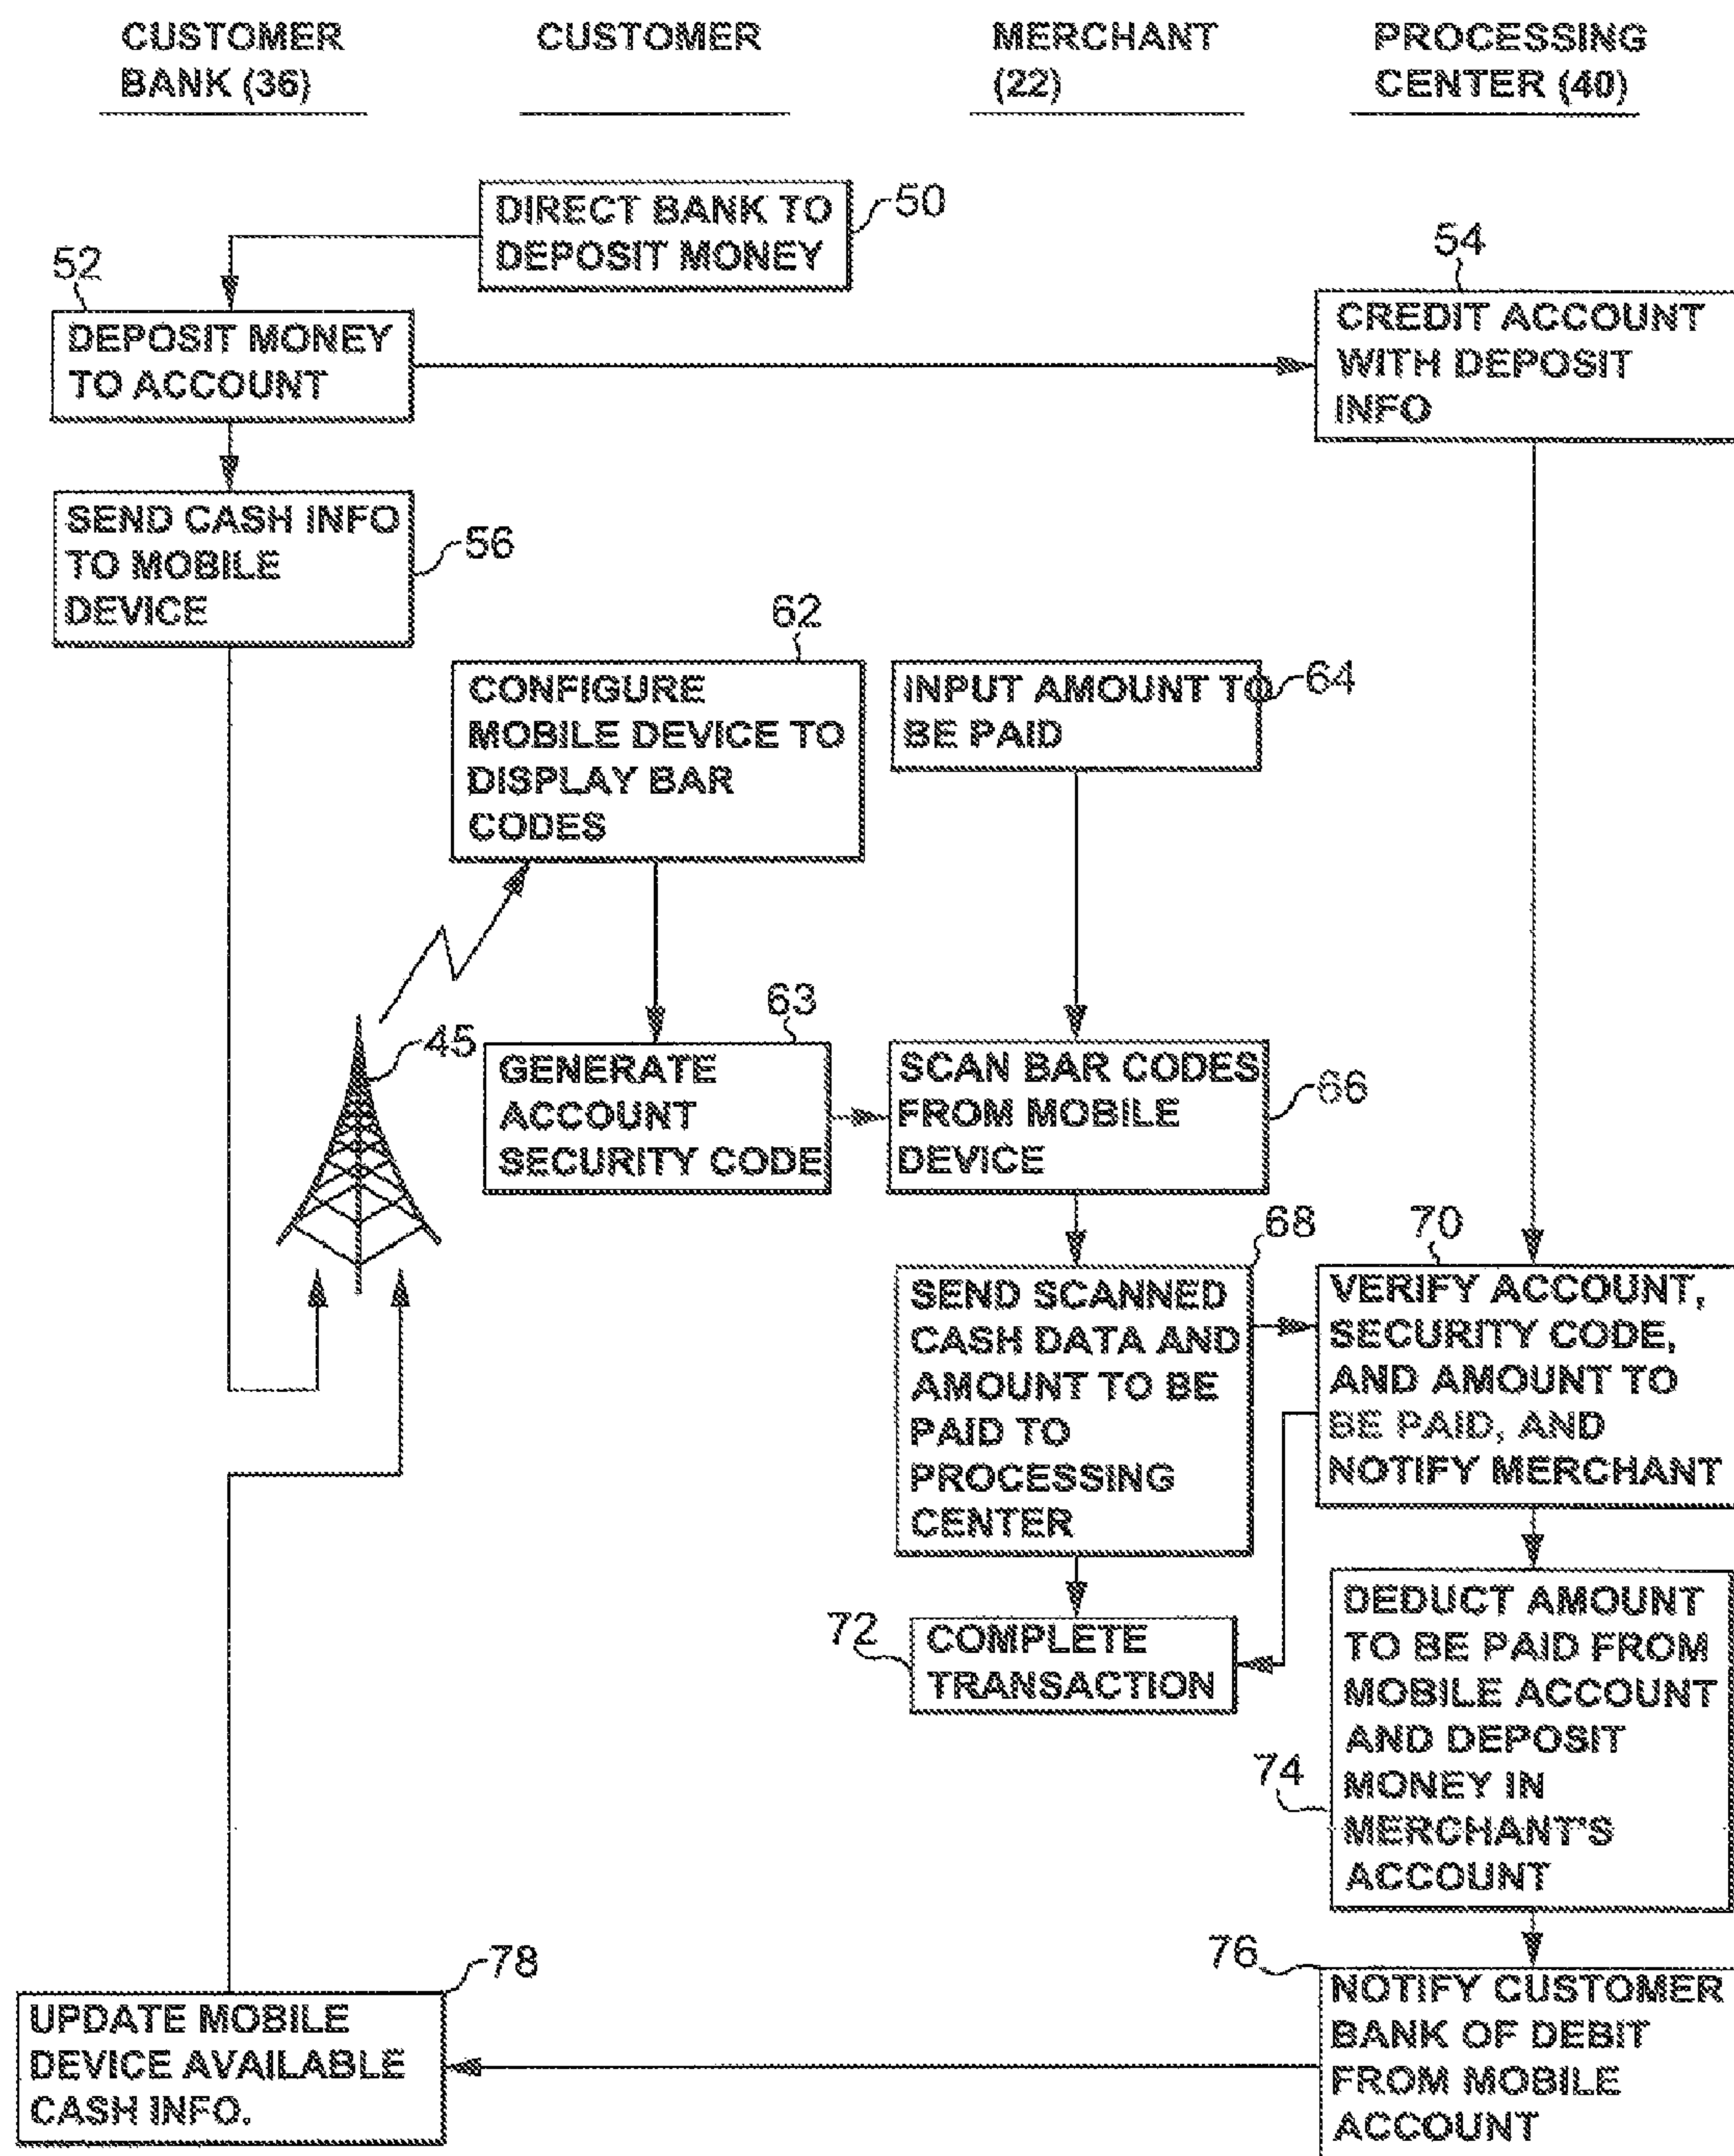 CUSTOMER
BANK (36)
CUSTOMER
MERCHANT
(22)
PROCESSING
CENTER (40)
DIRECT BANK TO
DEPOSIT MONEY
50
52
DEPOSIT MONEY
TO ACCOUNT
54
CREDIT ACCOUNT
WITH DEPOSIT
INFO
SEND CASH INFO
TO MOBILE
DEVICE
56
62
CONFIGURE
MOBILE DEVICE TO
DISPLAY BAR
CODES
INPUT AMOUNT TO
BE PAID
64
45
63
GENERATE
ACCOUNT
SECURITY CODE
SCAN BAR CODES
FROM MOBILE
DEVICE
66
68
SEND SCANNED
CASH DATA AND
AMOUNT TO BE
PAID TO
PROCESSING
CENTER
70
VERIFY ACCOUNT,
SECURITY CODE,
AND AMOUNT TO
BE PAID, AND
NOTIFY MERCHANT
72
COMPLETE
TRANSACTION
74
DEDUCT AMOUNT
TO BE PAID FROM
MOBILE ACCOUNT
AND DEPOSIT
MONEY IN
MERCHANT'S
ACCOUNT
76
NOTIFY CUSTOMER
BANK OF DEBIT
FROM MOBILE
ACCOUNT
78
UPDATE MOBILE
DEVICE AVAILABLE
CASH INFO.